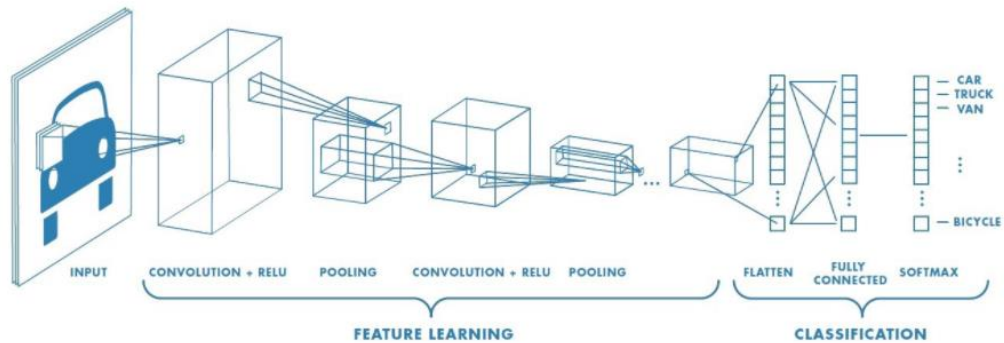 CAR
TRUCK
VAN
BICYCLE
INPUT
CONVOLUTION + RELU
POOLING
CONVOLUTION + RELU
POOLING
FLATTEN
FULLY
CONNECTED
SOFTMAX
FEATURE LEARNING
CLASSIFICATION